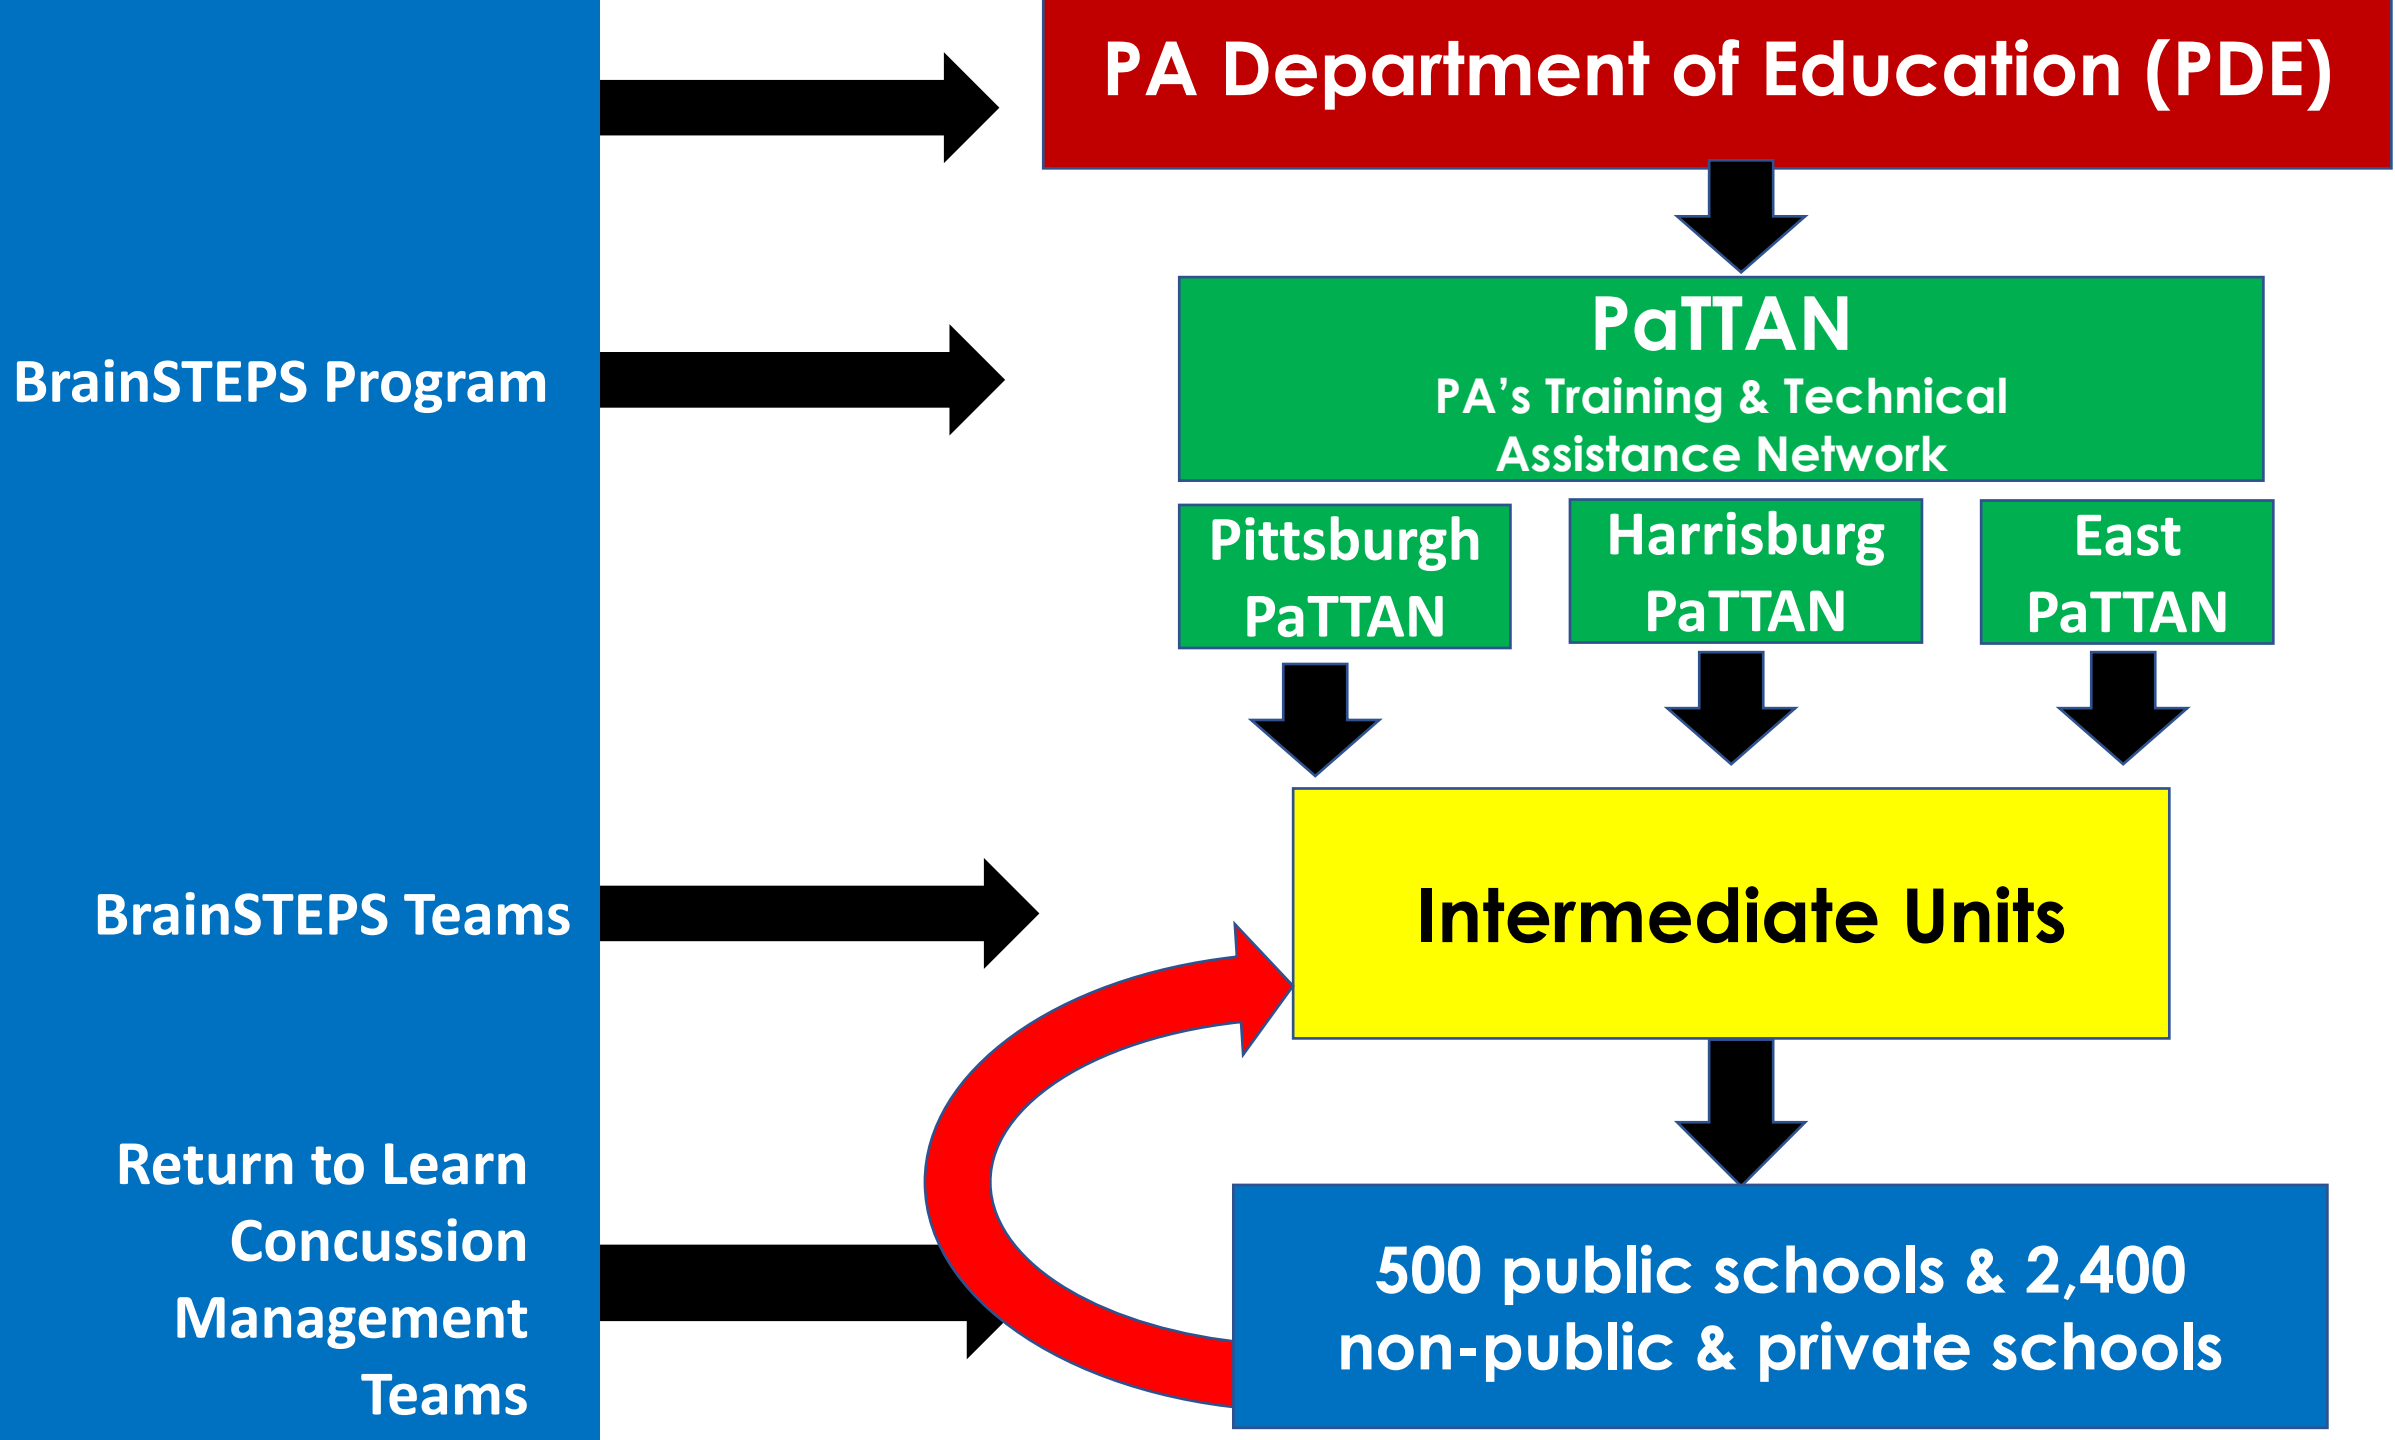 PA Department of Education (PDE)
BrainSTEPS Program
PaTTAN
PA’s Training & Technical
Assistance Network
Pittsburgh
PaTTAN
Harrisburg
PaTTAN
East
PaTTAN
BrainSTEPS Teams
Intermediate Units
Return to Learn
Concussion
Management
Teams
500 public schools & 2,400
non-public & private schools